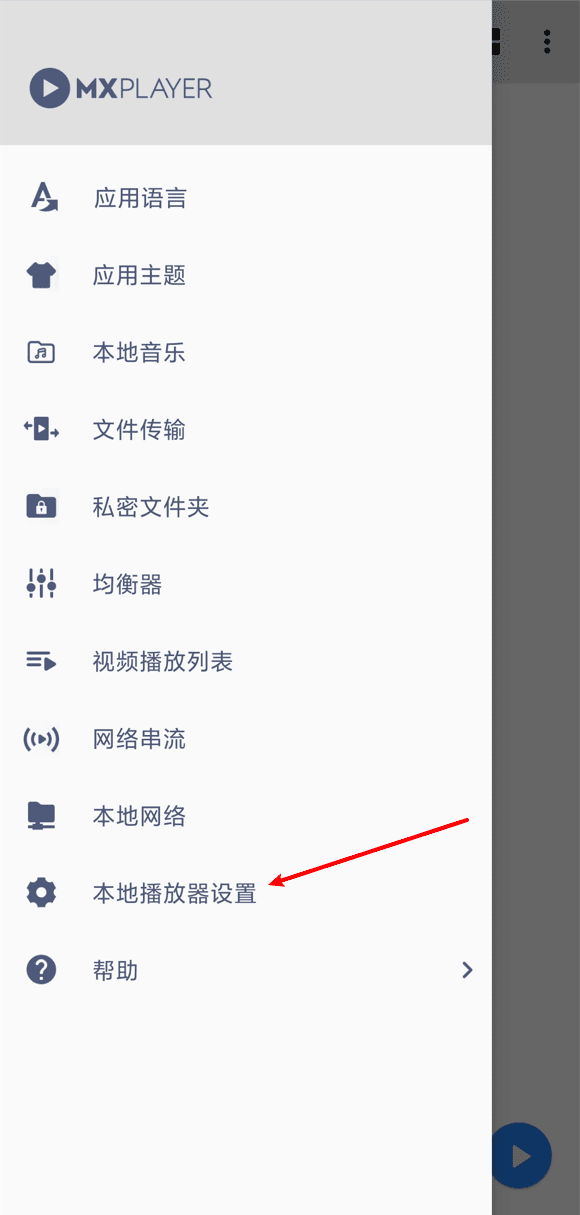 MXPLAYER
应用语言
应用主题
本地音乐
文件传输
私密文件夹
均衡器
视频播放列表
网络串流
本地网络
本地播放器设置
帮助